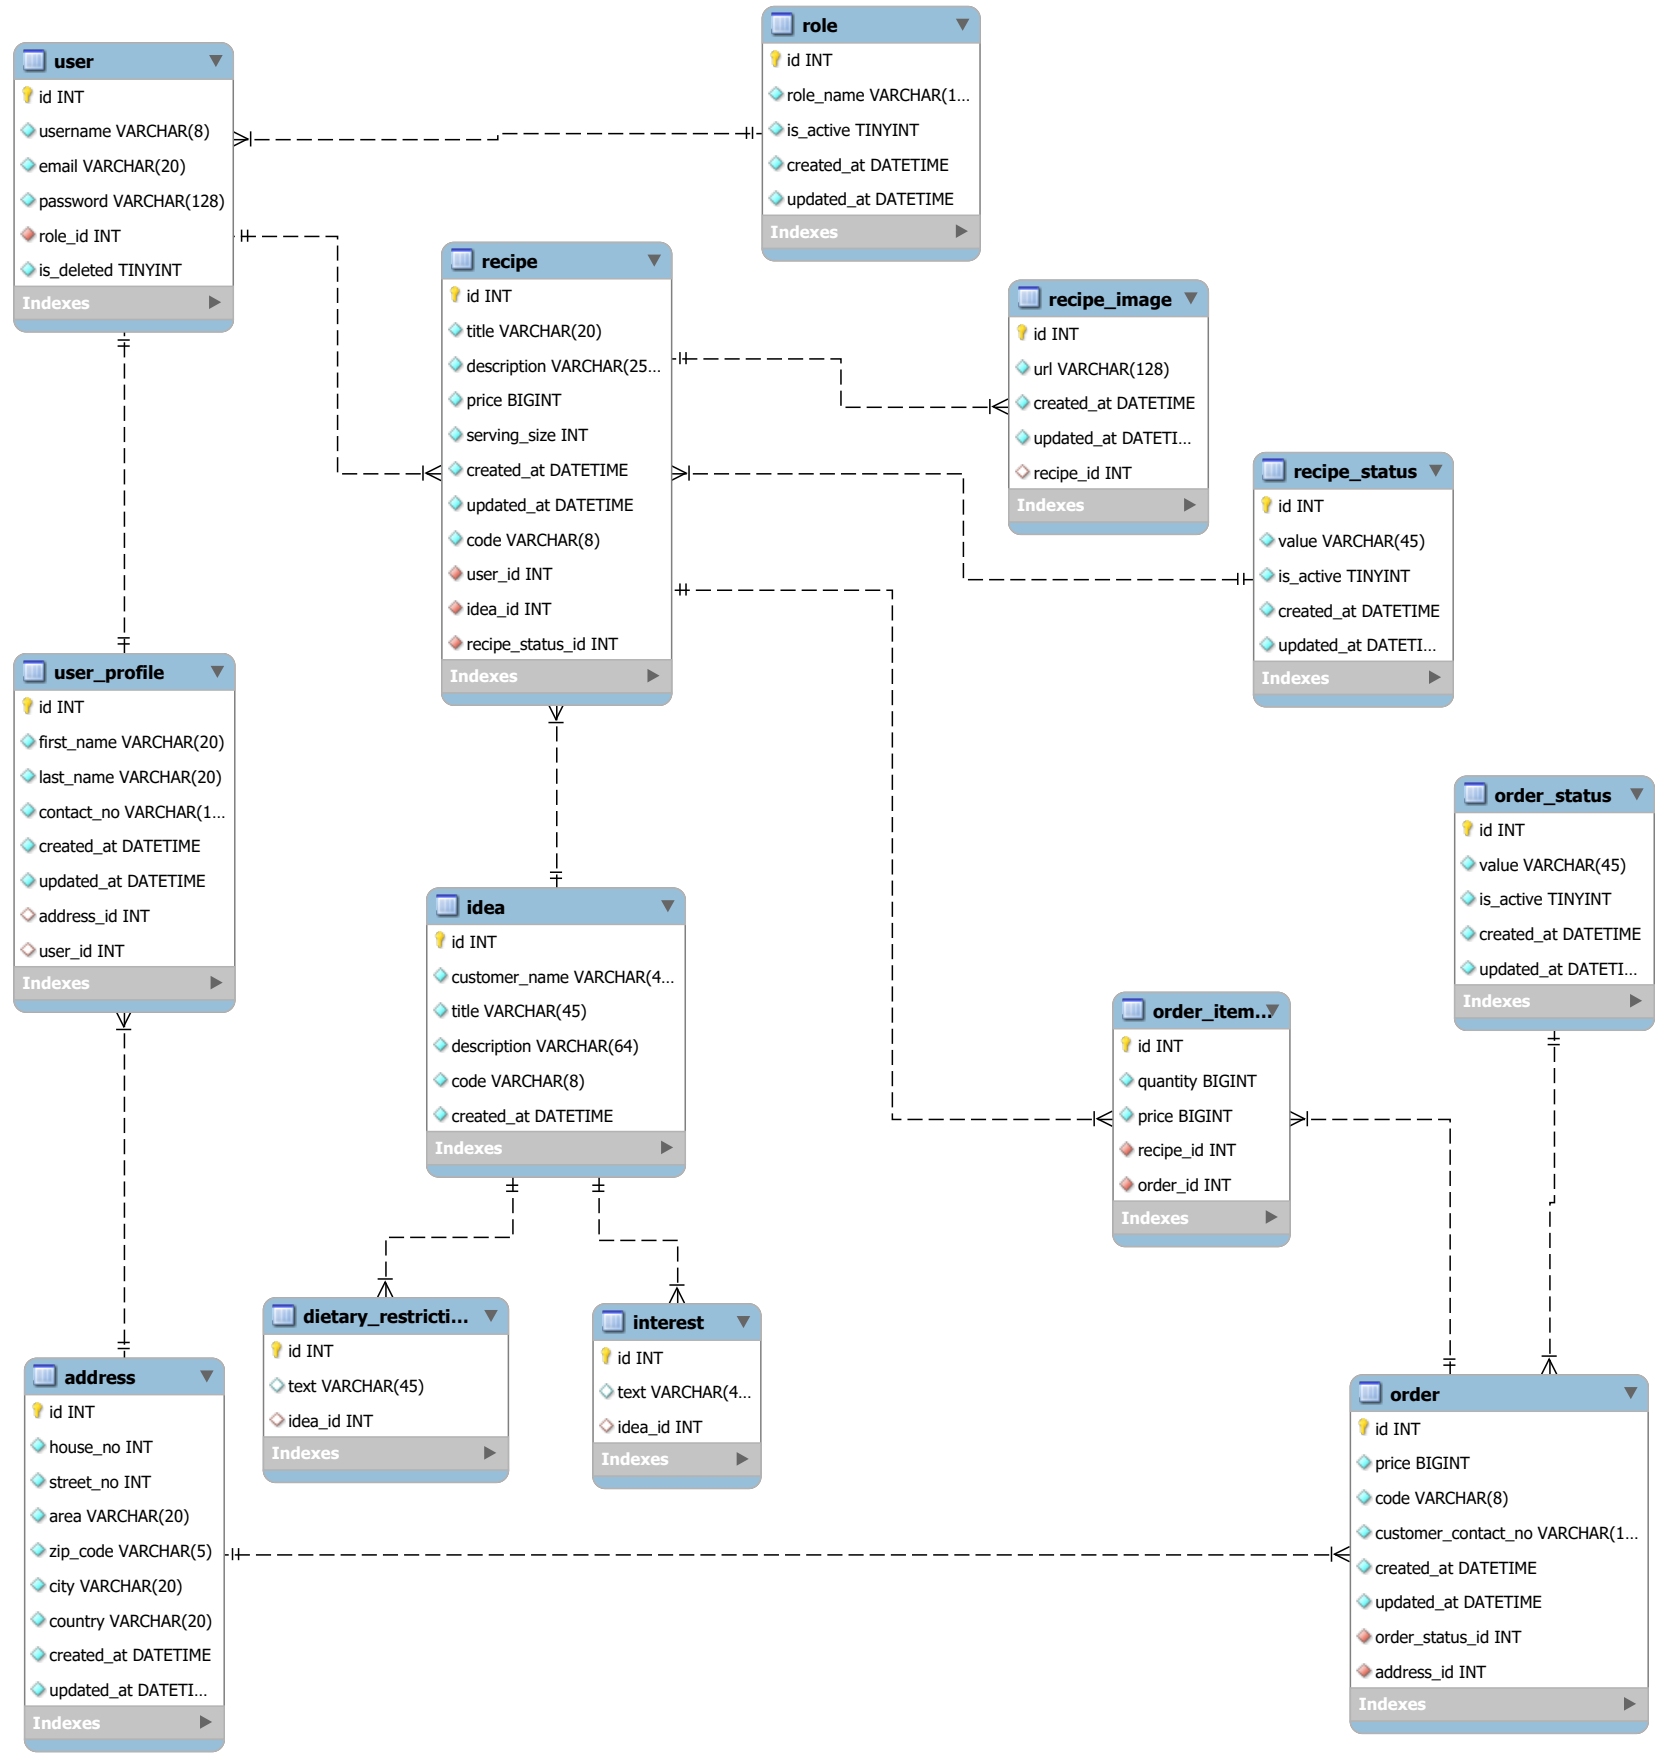 user
id INT
username VARCHAR(8)
email VARCHAR(20)
password VARCHAR(128)
role_id INT
is_deleted TINYINT
Indexes
role
id INT
role_name VARCHAR(1...
is_active TINYINT
created_at DATETIME
updated_at DATETIME
Indexes
recipe
id INT
title VARCHAR(20)
description VARCHAR(25...
price BIGINT
serving_size INT
created_at DATETIME
updated_at DATETIME
code VARCHAR(8)
user_id INT
idea_id INT
recipe_status_id INT
Indexes
recipe_image
id INT
url VARCHAR(128)
created_at DATETIME
updated_at DATETI...
recipe_id INT
Indexes
recipe_status
id INT
value VARCHAR(45)
is_active TINYINT
created_at DATETIME
updated_at DATETI...
Indexes
user_profile
id INT
first_name VARCHAR(20)
last_name VARCHAR(20)
contact_no VARCHAR(1...
created_at DATETIME
updated_at DATETIME
address_id INT
user_id INT
Indexes
order_status
id INT
value VARCHAR(45)
is_active TINYINT
created_at DATETIME
updated_at DATETI...
Indexes
idea
id INT
customer_name VARCHAR(4...
title VARCHAR(45)
description VARCHAR(64)
code VARCHAR(8)
created_at DATETIME
Indexes
order_item...
id INT
quantity BIGINT
price BIGINT
recipe_id INT
order_id INT
Indexes
dietary_restricti...
id INT
text VARCHAR(45)
idea_id INT
Indexes
interest
id INT
text VARCHAR(4...
idea_id INT
Indexes
address
id INT
house_no INT
street_no INT
area VARCHAR(20)
zip_code VARCHAR(5)
city VARCHAR(20)
country VARCHAR(20)
created_at DATETIME
updated_at DATETI...
Indexes
order
id INT
price BIGINT
code VARCHAR(8)
customer_contact_no VARCHAR(1...
created_at DATETIME
updated_at DATETIME
order_status_id INT
address_id INT
Indexes